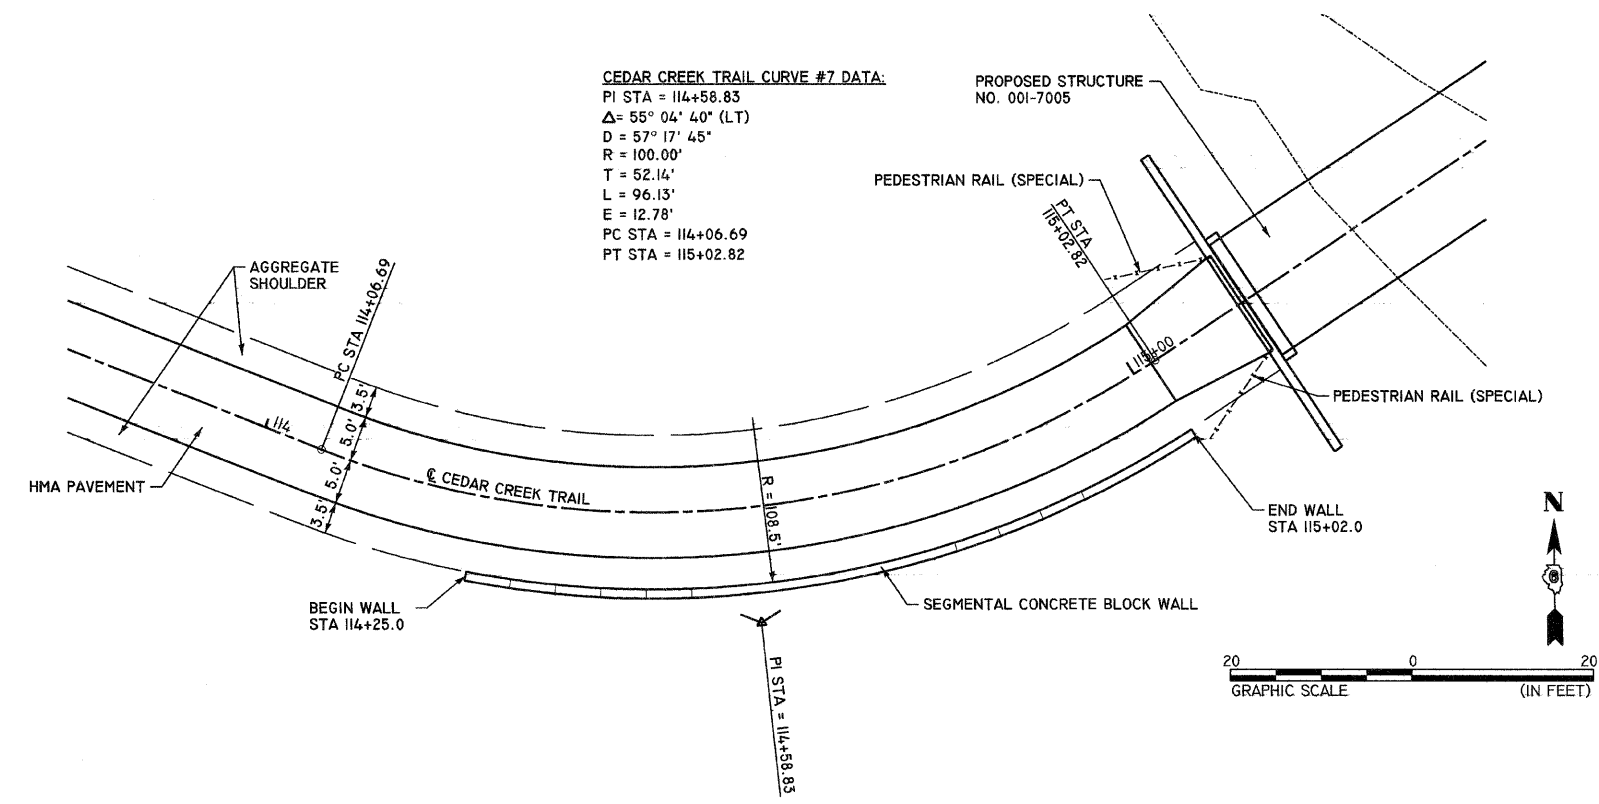 CEDAR CREEK TRAIL CURVE #7 DATA:
PI STA = 114+58.83
Δ= 55° 04' 40" (LT)
D = 57° 17' 45"
R = 100.00'
T = 52.14'
L = 96.13'
E = 12.78'
PC STA = 114+06.69
PT STA = 115+02.82
PROPOSED STRUCTURE
NO. 001-7005
PEDESTRIAN RAIL (SPECIAL)
PT STA
115+02.82
AGGREGATE
SHOULDER
PC STA 114+06.69
115+00
PEDESTRIAN RAIL (SPECIAL)
3.5'
5.0'
5.0'
3.5'
114
HMA PAVEMENT
℄ CEDAR CREEK TRAIL
R = 108.5'
END WALL
STA 115+02.0
N
BEGIN WALL
STA 114+25.0
SEGMENTAL CONCRETE BLOCK WALL
PI STA = 114+58.83
20 0 20
GRAPHIC SCALE (IN FEET)